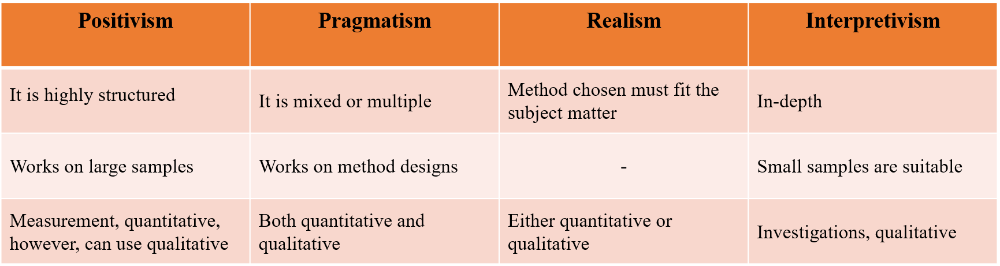 Positivism
Pragmatism
Realism
Interpretivism
It is highly structured
It is mixed or multiple
Method chosen must fit the
subject matter
In-depth
Works on large samples
Works on method designs
-
Small samples are suitable
Measurement, quantitative,
however, can use qualitative
Both quantitative and
qualitative
Either quantitative or
qualitative
Investigations, qualitative